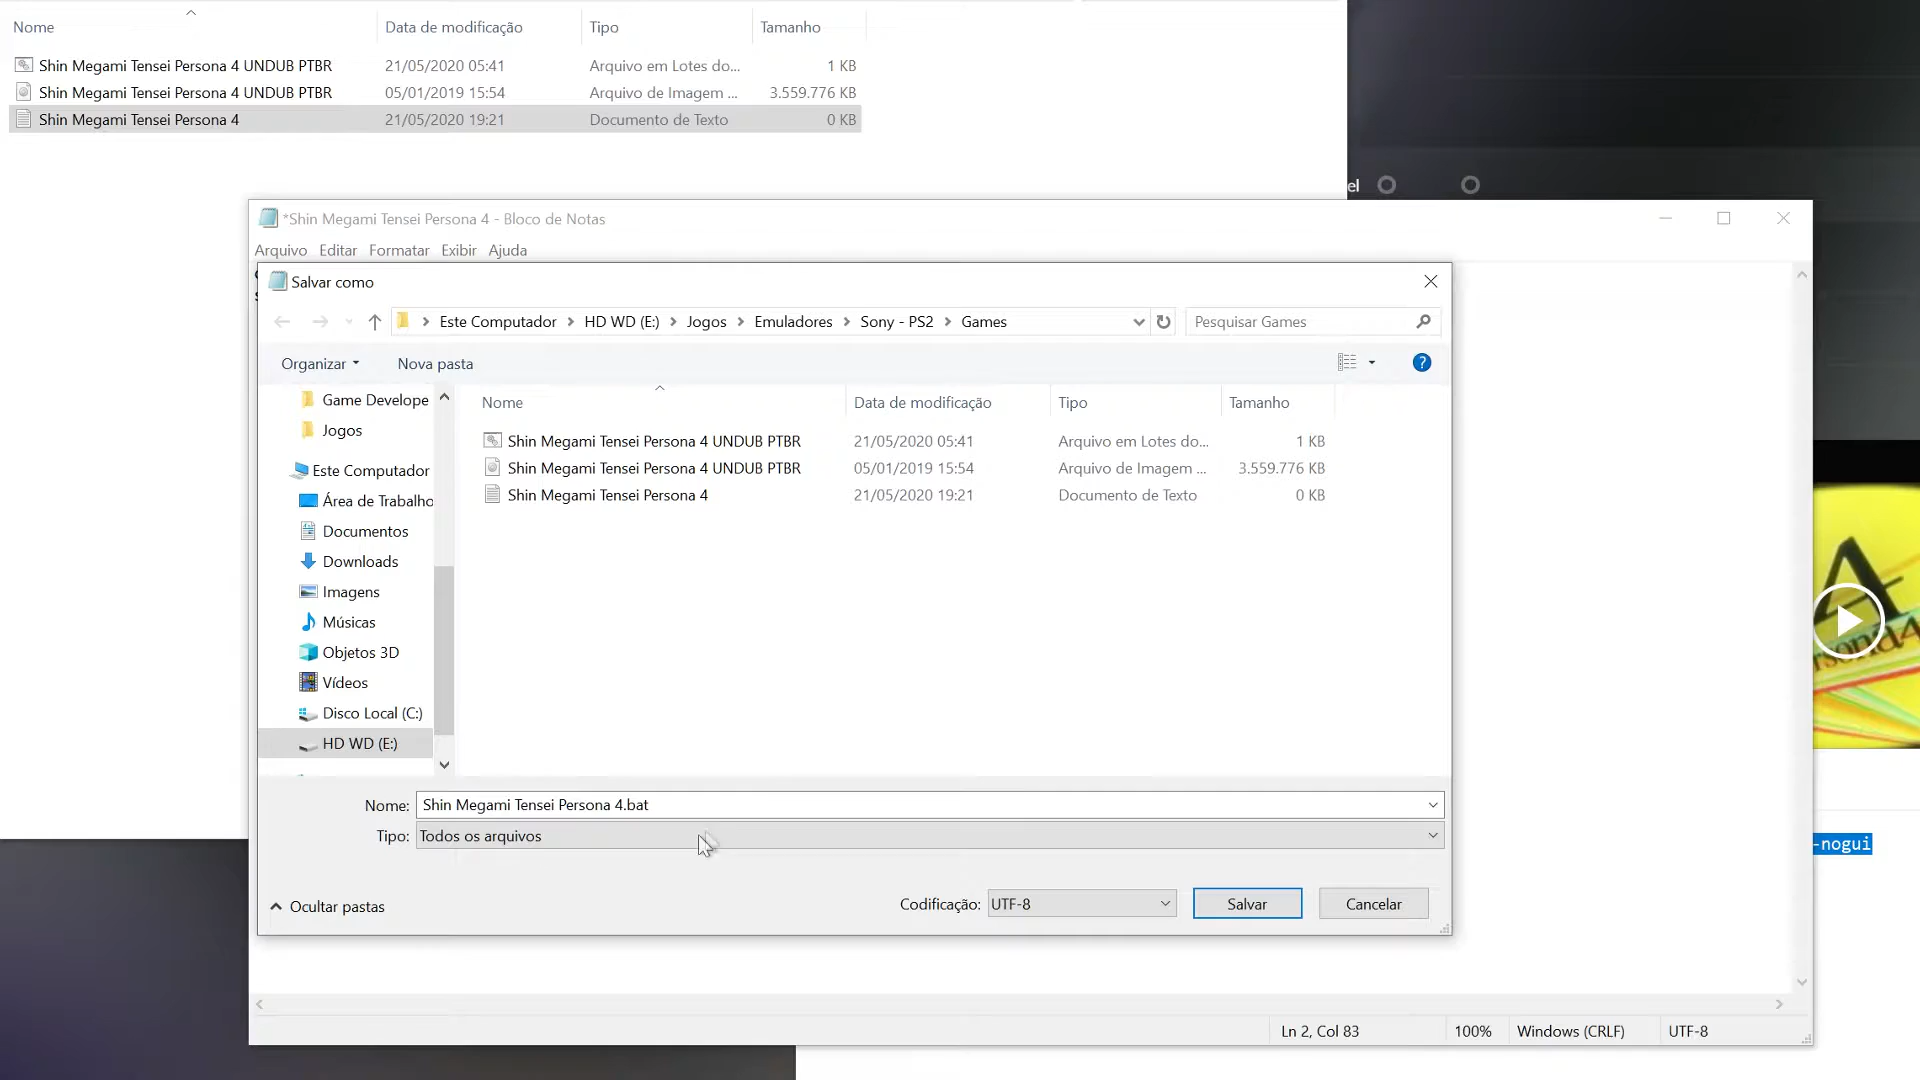 Nome Data de modificação Tipo Tamanho
Shin Megami Tensei Persona 4 UNDUB PTBR 21/05/2020 05:41 Arquivo em Lotes do... 1 KB
Shin Megami Tensei Persona 4 UNDUB PTBR 05/01/2019 15:54 Arquivo de Imagem ... 3.559.776 KB
Shin Megami Tensei Persona 4 21/05/2020 19:21 Documento de Texto 0 KB
el
*Shin Megami Tensei Persona 4 - Bloco de Notas
Arquivo Editar Formatar Exibir Ajuda
Salvar como
Este Computador HD WD (E:) Jogos Emuladores Sony - PS2 Games Pesquisar Games
Organizar Nova pasta
Nome Data de modificação Tipo Tamanho
Shin Megami Tensei Persona 4 UNDUB PTBR 21/05/2020 05:41 Arquivo em Lotes do... 1 KB
Shin Megami Tensei Persona 4 UNDUB PTBR 05/01/2019 15:54 Arquivo de Imagem ... 3.559.776 KB
Shin Megami Tensei Persona 4 21/05/2020 19:21 Documento de Texto 0 KB
Game Develope
Jogos
Este Computador
Área de Trabalho
Documentos
Downloads
Imagens
Músicas
Objetos 3D
Vídeos
Disco Local (C:)
HD WD (E:)
Nome: Shin Megami Tensei Persona 4.bat
Tipo: Todos os arquivos
-nogui
Ocultar pastas Codificação: UTF-8 Salvar Cancelar
Ln 2, Col 83 100% Windows (CRLF) UTF-8